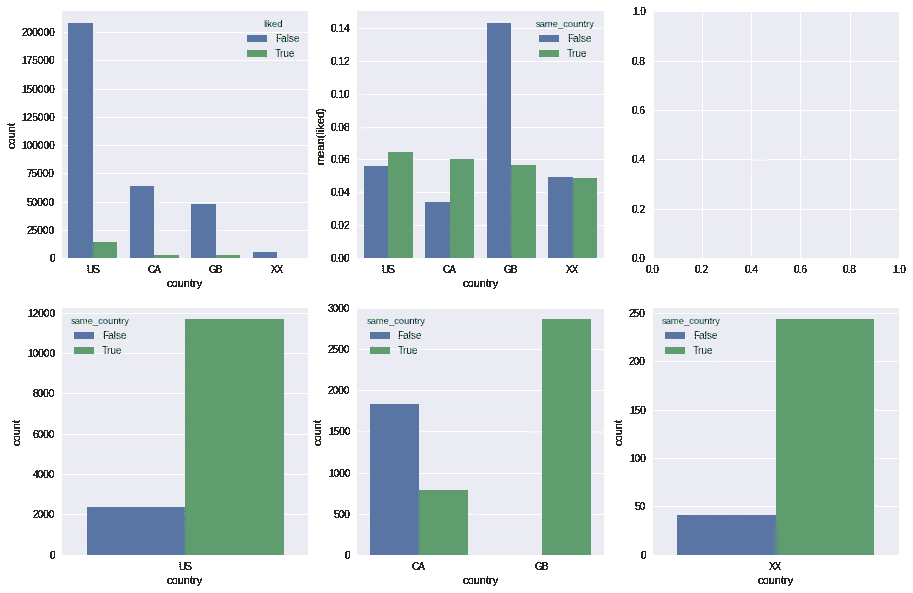 liked
False
True
200000
175000
150000
125000
100000
75000
50000
25000
0
count
US CA GB XX
country
same_country
False
True
0.14
0.12
0.10
0.08
0.06
0.04
0.02
0.00
mean(liked)
US CA GB XX
country
1.0
0.8
0.6
0.4
0.2
0.0
0.0 0.2 0.4 0.6 0.8 1.0
same_country
False
True
12000
10000
8000
6000
4000
2000
0
count
US
country
same_country
False
True
3000
2500
2000
1500
1000
500
0
count
CA GB
country
same_country
False
True
250
200
150
100
50
0
count
XX
country